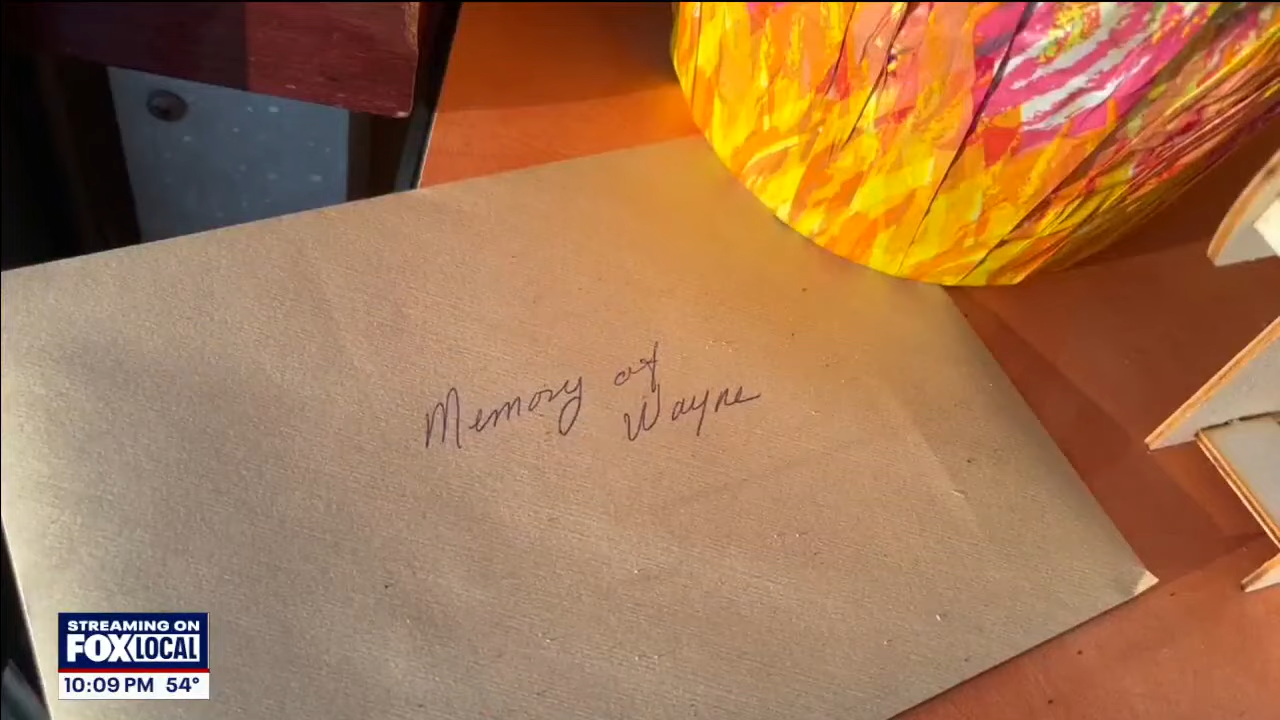 Memory of
Wayne
STREAMING ON
FOX LOCAL
10:09 PM 54°